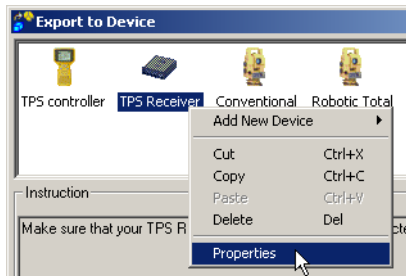 Export to Device
TPS controller TPS Receiver Conventional Robotic Total
Add New Device
Cut Ctrl+X
Copy Ctrl+C
Paste Ctrl+V
Delete Del
Instruction
Make sure that your TPS R
Properties